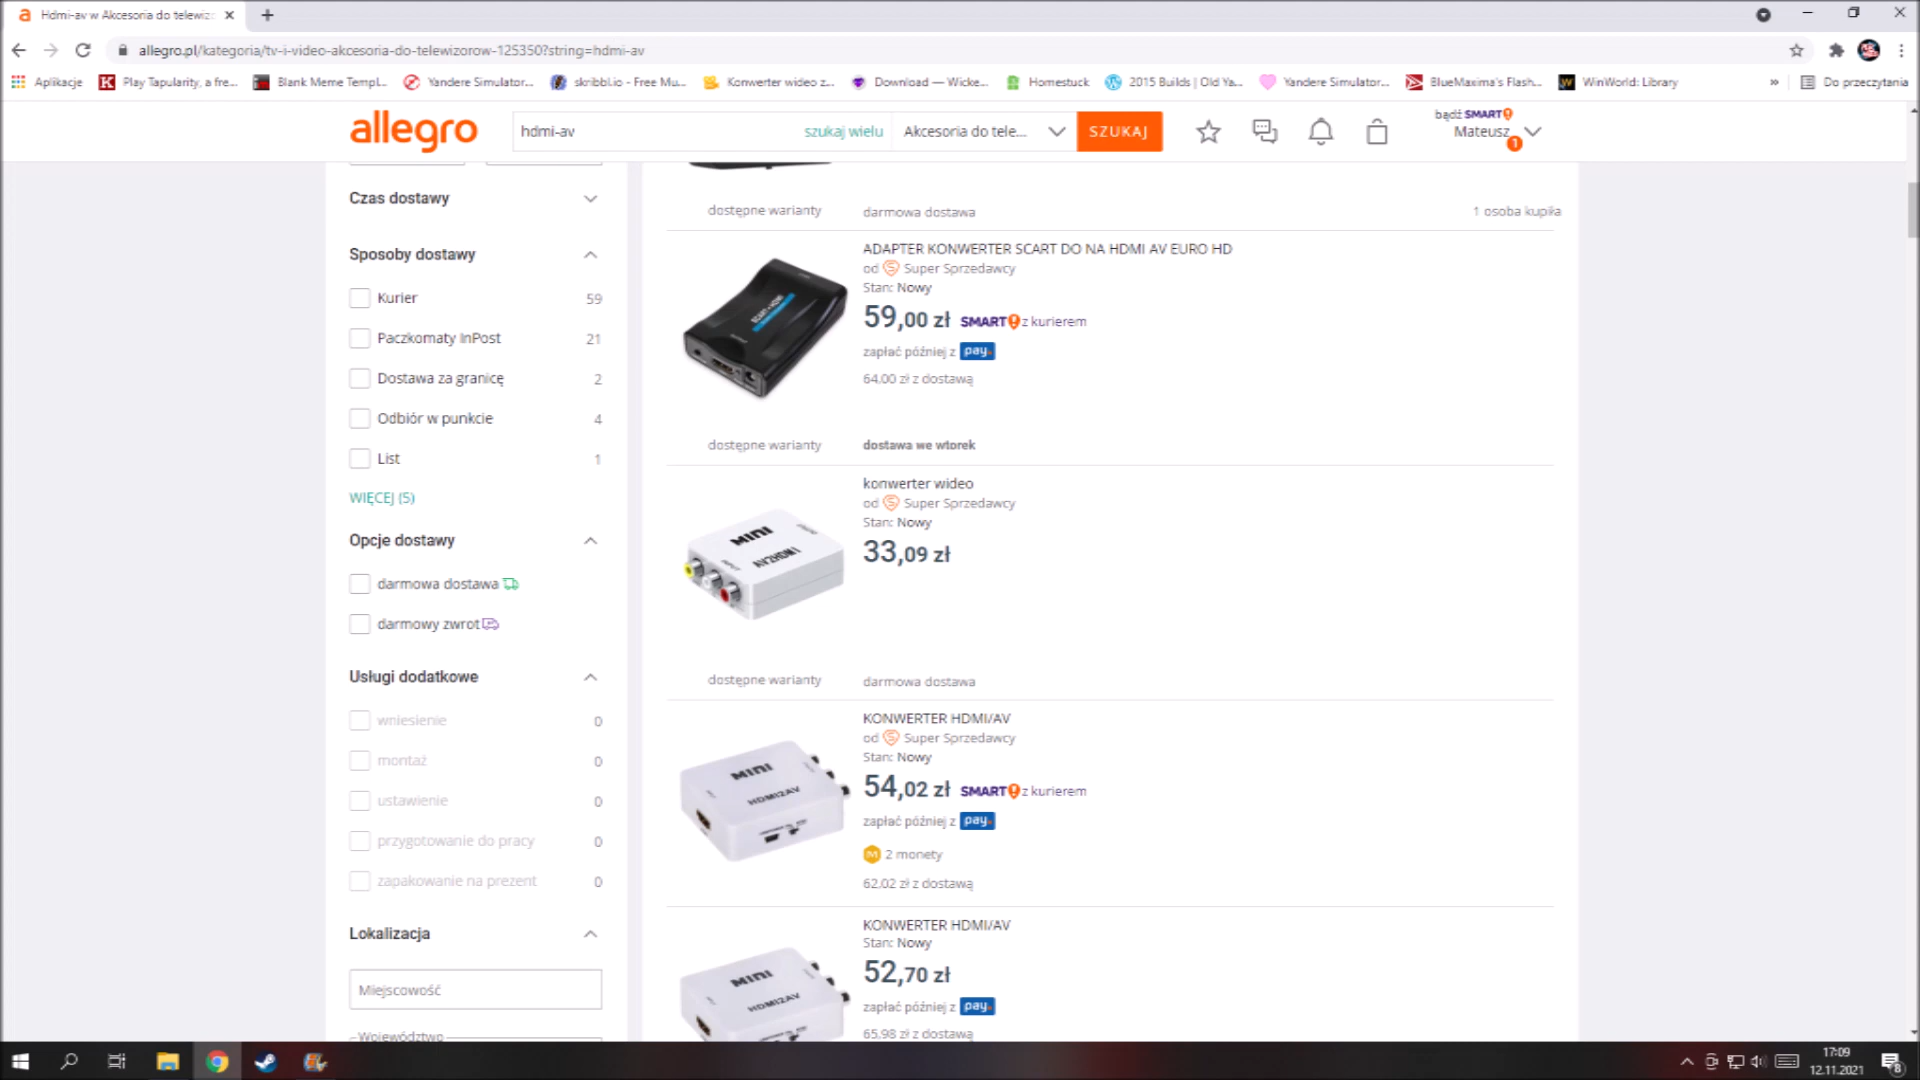 Hdmi-av w Akcesoria do telewizo
allegro.pl/kategoria/tv-i-video-akcesoria-do-telewizorow-125350?string=hdmi-av
Aplikacje
Play Tapularity, a fre...
Blank Meme Templ...
Yandere Simulator...
skribbl.io - Free Mu...
Konwerter wideo z...
Download — Wicke...
Homestuck
2015 Builds | Old Ya...
Yandere Simulator...
BlueMaxima's Flash...
WinWorld: Library
»
Do przeczytania
allegro
hdmi-av
szukaj wielu
Akcesoria do tele...
SZUKAJ
bądź SMART!
Mateusz
1
Czas dostawy
Sposoby dostawy
Kurier 59
Paczkomaty InPost 21
Dostawa za granicę 2
Odbiór w punkcie 4
List 1
WIĘCEJ (5)
Opcje dostawy
darmowa dostawa
darmowy zwrot
Usługi dodatkowe
wniesienie 0
montaż 0
ustawienie 0
przygotowanie do pracy 0
zapakowanie na prezent 0
Lokalizacja
Miejscowość
Województwo
dostępne warianty
darmowa dostawa
1 osoba kupiła
ADAPTER KONWERTER SCART DO NA HDMI AV EURO HD
od Super Sprzedawcy
Stan: Nowy
59,00 zł SMART! z kurierem
zapłać później z pay
64,00 zł z dostawą
SCART - HDMI
dostępne warianty
dostawa we wtorek
konwerter wideo
od Super Sprzedawcy
Stan: Nowy
33,09 zł
MINI
AV2HDMI
INPUT
dostępne warianty
darmowa dostawa
KONWERTER HDMI/AV
od Super Sprzedawcy
Stan: Nowy
54,02 zł SMART! z kurierem
zapłać później z pay
2 monety
62,02 zł z dostawą
MINI
HDMI2AV
KONWERTER HDMI/AV
Stan: Nowy
52,70 zł
zapłać później z pay
65,98 zł z dostawą
MINI
HDMI2AV
17:09
12.11.2021
8